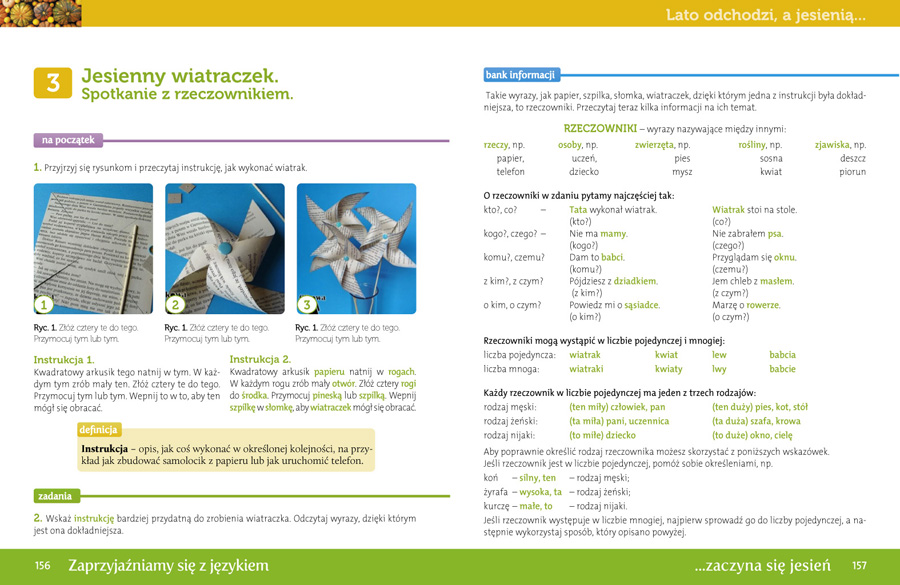 Lato odchodzi, a jesienią...
3
Jesienny wiatraczek.
Spotkanie z rzeczownikiem.
na początek
1. Przyjrzyj się rysunkom i przeczytaj instrukcję, jak wykonać wiatrak.
1
2
3
Ryc. 1. Złóż cztery te do tego.
Przymocuj tym lub tym.
Ryc. 1. Złóż cztery te do tego.
Przymocuj tym lub tym.
Ryc. 1. Złóż cztery te do tego.
Przymocuj tym lub tym.
Instrukcja 1.
Kwadratowy arkusik tego natnij w tym. W każ-
dym tym zrób mały ten. Złóż cztery te do tego.
Przymocuj tym lub tym. Wepnij to w to, aby ten
mógł się obracać.
Instrukcja 2.
Kwadratowy arkusik papieru natnij w rogach.
W każdym rogu zrób mały otwór. Złóż cztery rogi
do środka. Przymocuj pineską lub szpilką. Wepnij
szpilkę w słomkę, aby wiatraczek mógł się obracać.
definicja
Instrukcja – opis, jak coś wykonać w określonej kolejności, na przy-
kład jak zbudować samolocik z papieru lub jak uruchomić telefon.
zadania
2. Wskaż instrukcję bardziej przydatną do zrobienia wiatraczka. Odczytaj wyrazy, dzięki którym
jest ona dokładniejsza.
156 Zaprzyjaźniamy się z językiem
bank informacji
Takie wyrazy, jak papier, szpilka, słomka, wiatraczek, dzięki którym jedna z instrukcji była dokład-
niejsza, to rzeczowniki. Przeczytaj teraz kilka informacji na ich temat.
RZECZOWNIKI – wyrazy nazywające między innymi:
rzeczy, np. osoby, np. zwierzęta, np. rośliny, np. zjawiska, np.
papier, uczeń, pies sosna deszcz
telefon dziecko mysz kwiat piorun
O rzeczowniki w zdaniu pytamy najczęściej tak:
kto?, co? – Tata wykonał wiatrak. Wiatrak stoi na stole.
(kto?) (co?)
kogo?, czego? – Nie ma mamy. Nie zabrałem psa.
(kogo?) (czego?)
komu?, czemu? Dam to babci. Przyglądam się oknu.
(komu?) (czemu?)
z kim?, z czym? Pójdziesz z dziadkiem. Jem chleb z masłem.
(z kim?) (z czym?)
o kim, o czym? Powiedz mi o sąsiadce. Marzę o rowerze.
(o kim?) (o czym?)
Rzeczowniki mogą wystąpić w liczbie pojedynczej i mnogiej:
liczba pojedyncza: wiatrak kwiat lew babcia
liczba mnoga: wiatraki kwiaty lwy babcie
Każdy rzeczownik w liczbie pojedynczej ma jeden z trzech rodzajów:
rodzaj męski: (ten miły) człowiek, pan (ten duży) pies, kot, stół
rodzaj żeński: (ta miła) pani, uczennica (ta duża) szafa, krowa
rodzaj nijaki: (to miłe) dziecko (to duże) okno, cielę
Aby poprawnie określić rodzaj rzeczownika możesz skorzystać z poniższych wskazówek.
Jeśli rzeczownik jest w liczbie pojedynczej, pomóż sobie określeniami, np.
koń – silny, ten – rodzaj męski;
żyrafa – wysoka, ta – rodzaj żeński;
kurczę – małe, to – rodzaj nijaki.
Jeśli rzeczownik występuje w liczbie mnogiej, najpierw sprowadź go do liczby pojedynczej, a na-
stępnie wykorzystaj sposób, który opisano powyżej.
...zaczyna się jesień 157